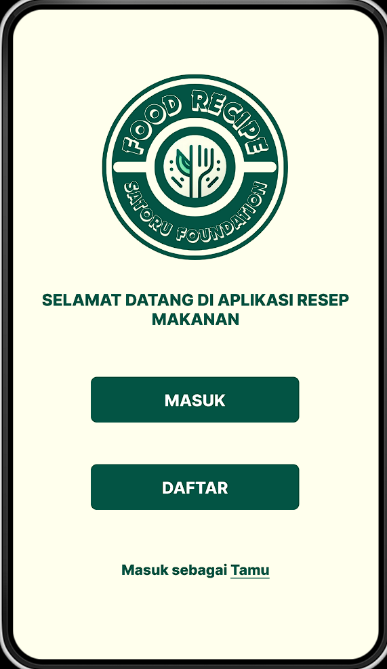 FOOD RECIPE
SATORU FOUNDATION
SELAMAT DATANG DI APLIKASI RESEP
MAKANAN
MASUK
DAFTAR
Masuk sebagai Tamu